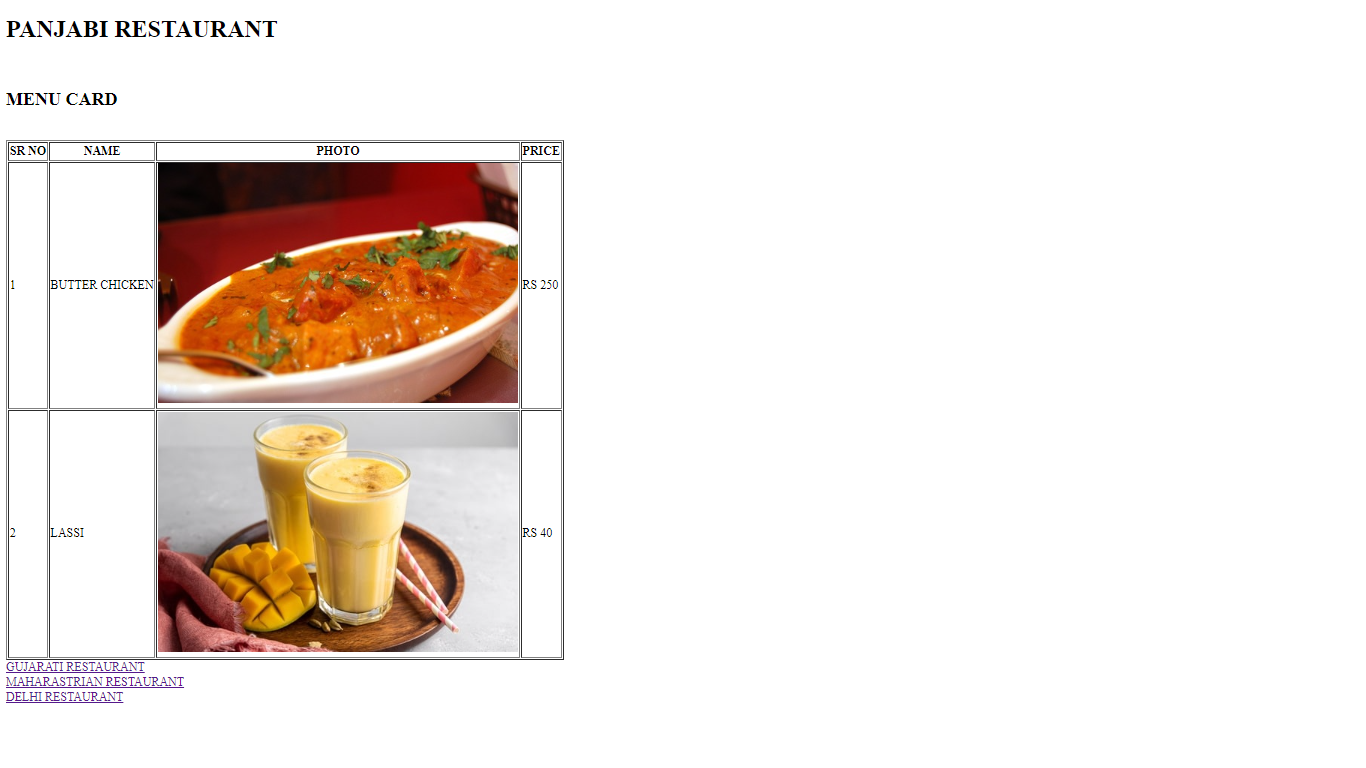 PANJABI RESTAURANT
MENU CARD
SR NO NAME PHOTO PRICE
1 BUTTER CHICKEN RS 250
2 LASSI RS 40
GUJARATI RESTAURANT
MAHARASTRIAN RESTAURANT
DELHI RESTAURANT